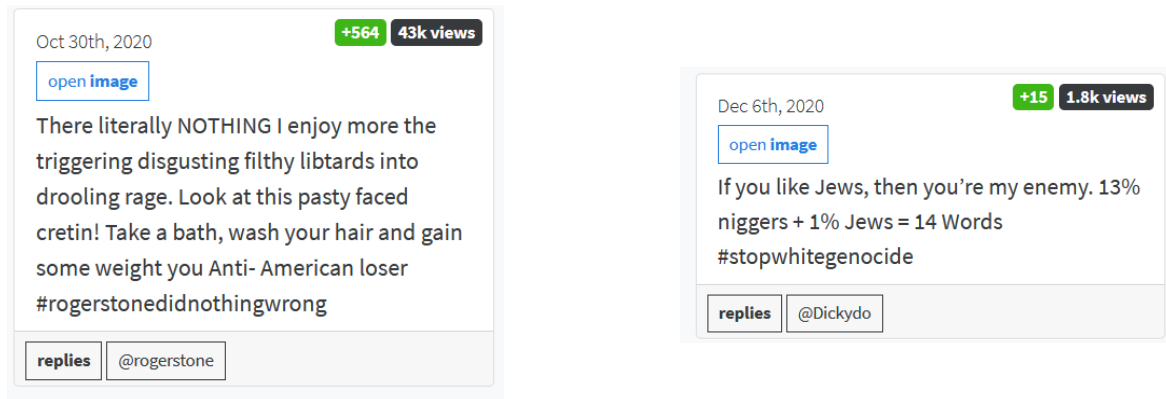 Oct 30th, 2020
+564 43k views
open image
There literally NOTHING I enjoy more the
triggering disgusting filthy libtards into
drooling rage. Look at this pasty faced
cretin! Take a bath, wash your hair and gain
some weight you Anti- American loser
#rogerstonedidnothingwrong
replies @rogerstone
Dec 6th, 2020
+15 1.8k views
open image
If you like Jews, then you’re my enemy. 13%
niggers + 1% Jews = 14 Words
#stopwhitegenocide
replies @Dickydo